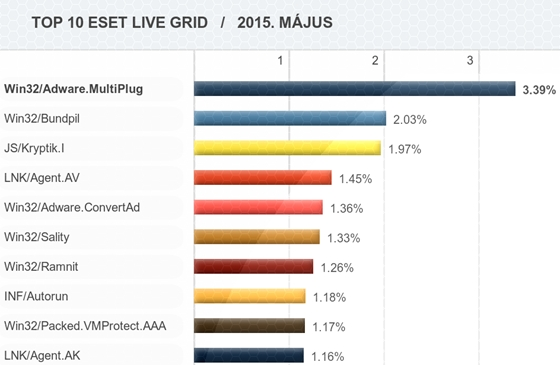 TOP 10 ESET LIVE GRID / 2015. MÁJUS
1 2 3
Win32/Adware.MultiPlug 3.39%
Win32/Bundpil 2.03%
JS/Kryptik.I 1.97%
LNK/Agent.AV 1.45%
Win32/Adware.ConvertAd 1.36%
Win32/Sality 1.33%
Win32/Ramnit 1.26%
INF/Autorun 1.18%
Win32/Packed.VMProtect.AAA 1.17%
LNK/Agent.AK 1.16%